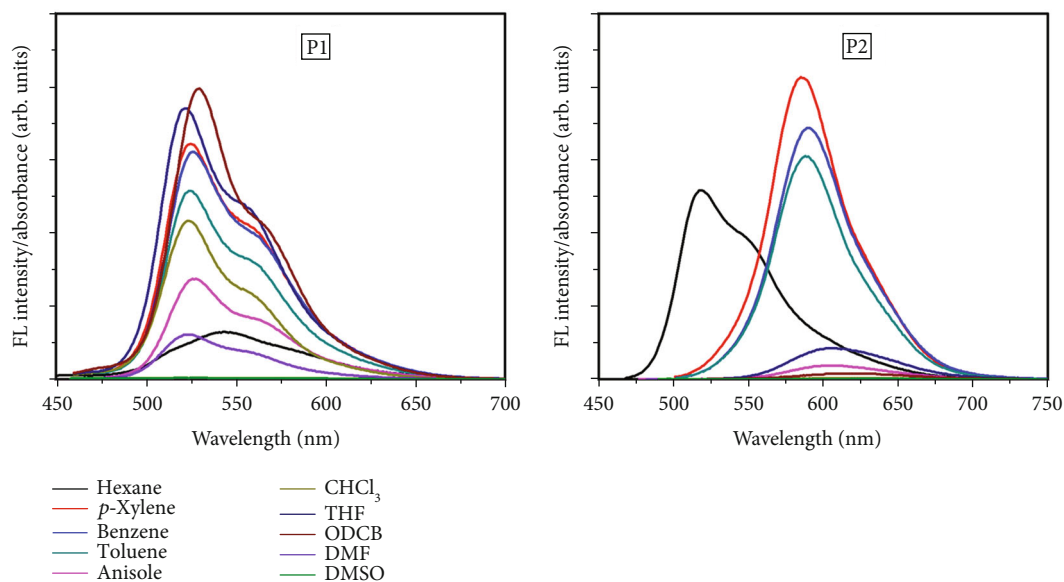 P1
FL intensity/absorbance (arb. units)
450 500 550 600 650 700
Wavelength (nm)
P2
FL intensity/absorbance (arb. units)
450 500 525 550 600 650 700 750
Wavelength (nm)
Hexane
p-Xylene
Benzene
Toluene
Anisole
CHCl3
THF
ODCB
DMF
DMSO